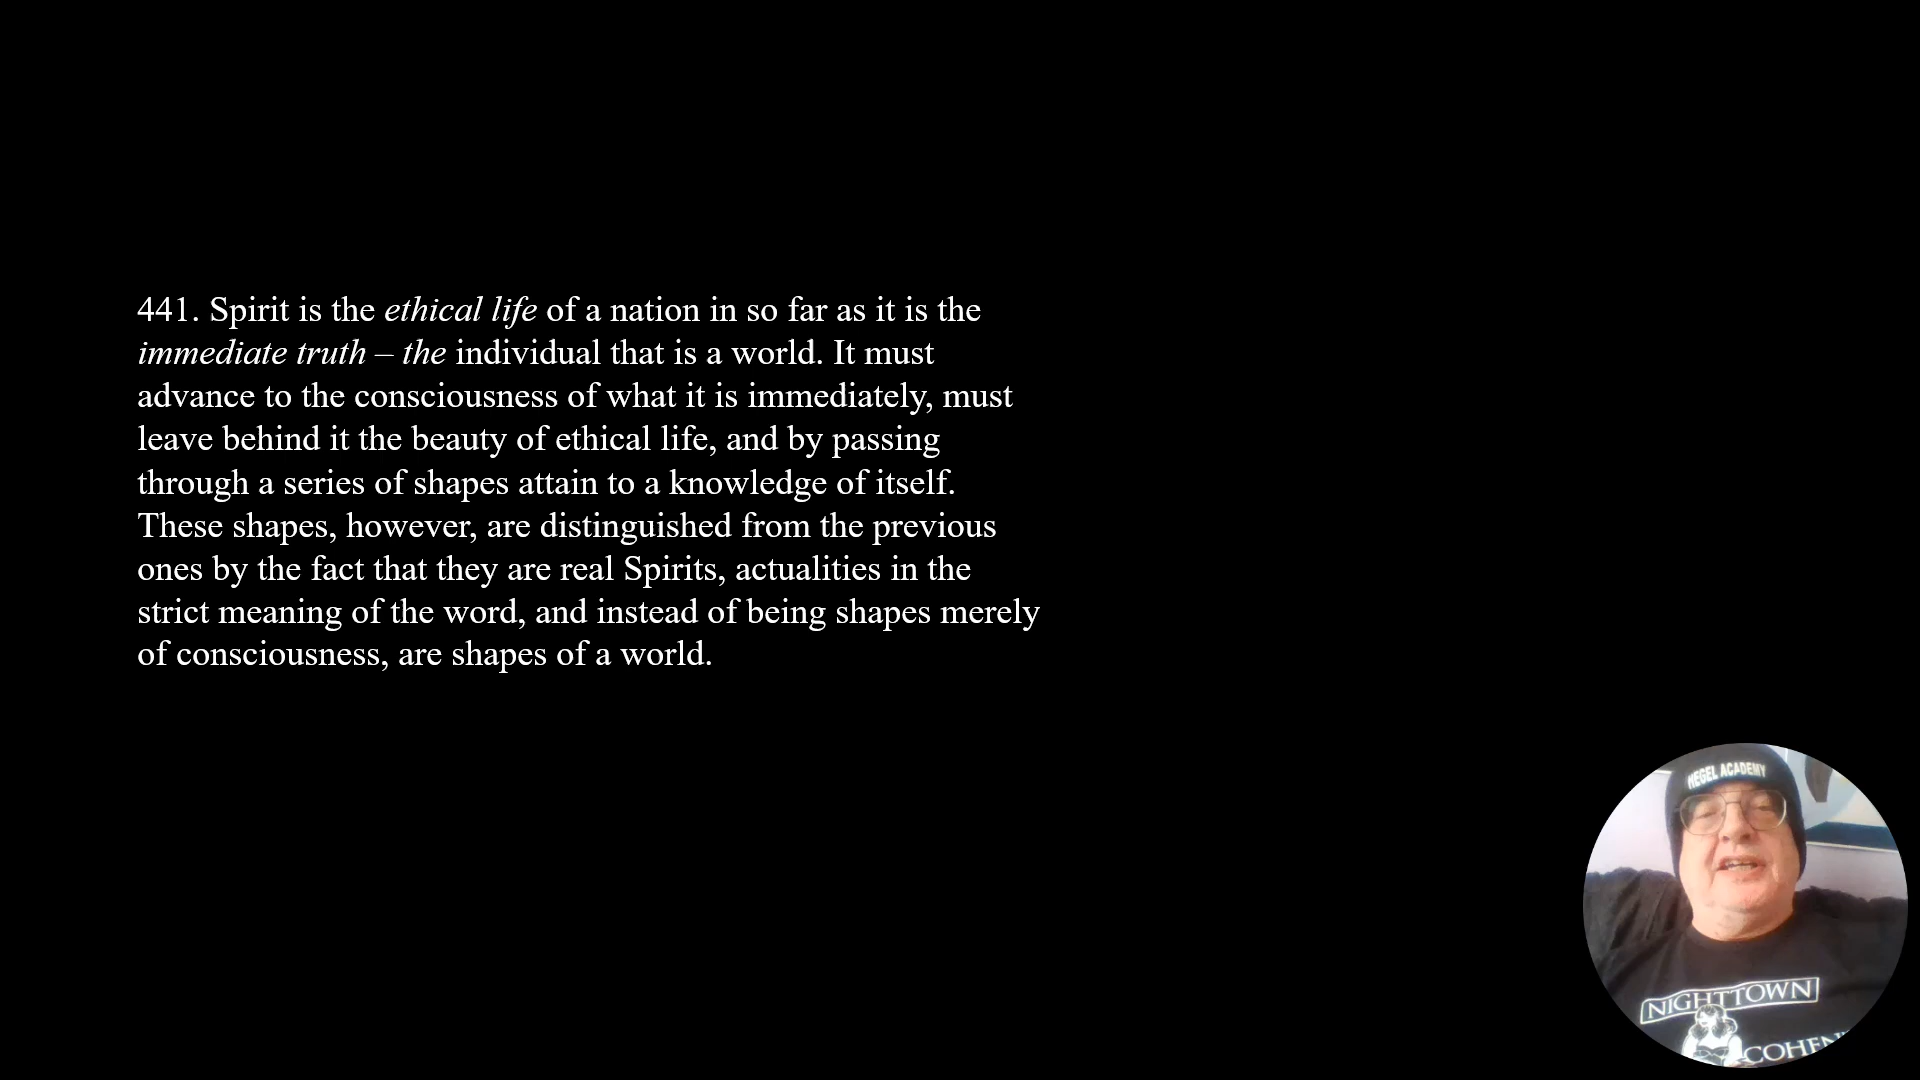 441. Spirit is the ethical life of a nation in so far as it is the
immediate truth – the individual that is a world. It must
advance to the consciousness of what it is immediately, must
leave behind it the beauty of ethical life, and by passing
through a series of shapes attain to a knowledge of itself.
These shapes, however, are distinguished from the previous
ones by the fact that they are real Spirits, actualities in the
strict meaning of the word, and instead of being shapes merely
of consciousness, are shapes of a world.
HEGEL ACADEMY
NIGHTTOWN
COHEN